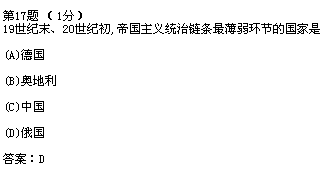 第17题 (1分)
19世纪末、20世纪初,帝国主义统治链条最薄弱环节的国家是
(A)德国
(B)奥地利
(C)中国
(D)俄国
答案：D